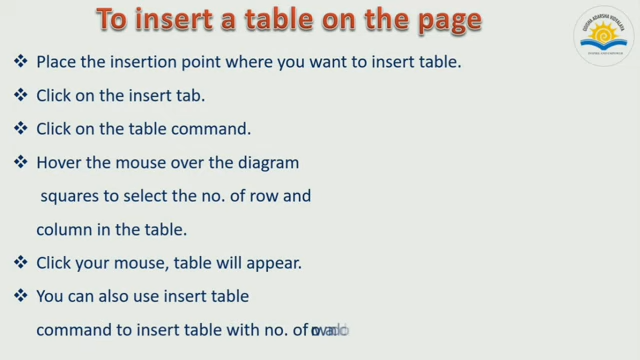 To insert a table on the page
ODISHA ADARSHA VIDYALAYA
❖ Place the insertion point where you want to insert table.
❖ Click on the insert tab.
❖ Click on the table command.
❖ Hover the mouse over the diagram
squares to select the no. of row and
column in the table.
❖ Click your mouse, table will appear.
❖ You can also use insert table
command to insert table with no. of